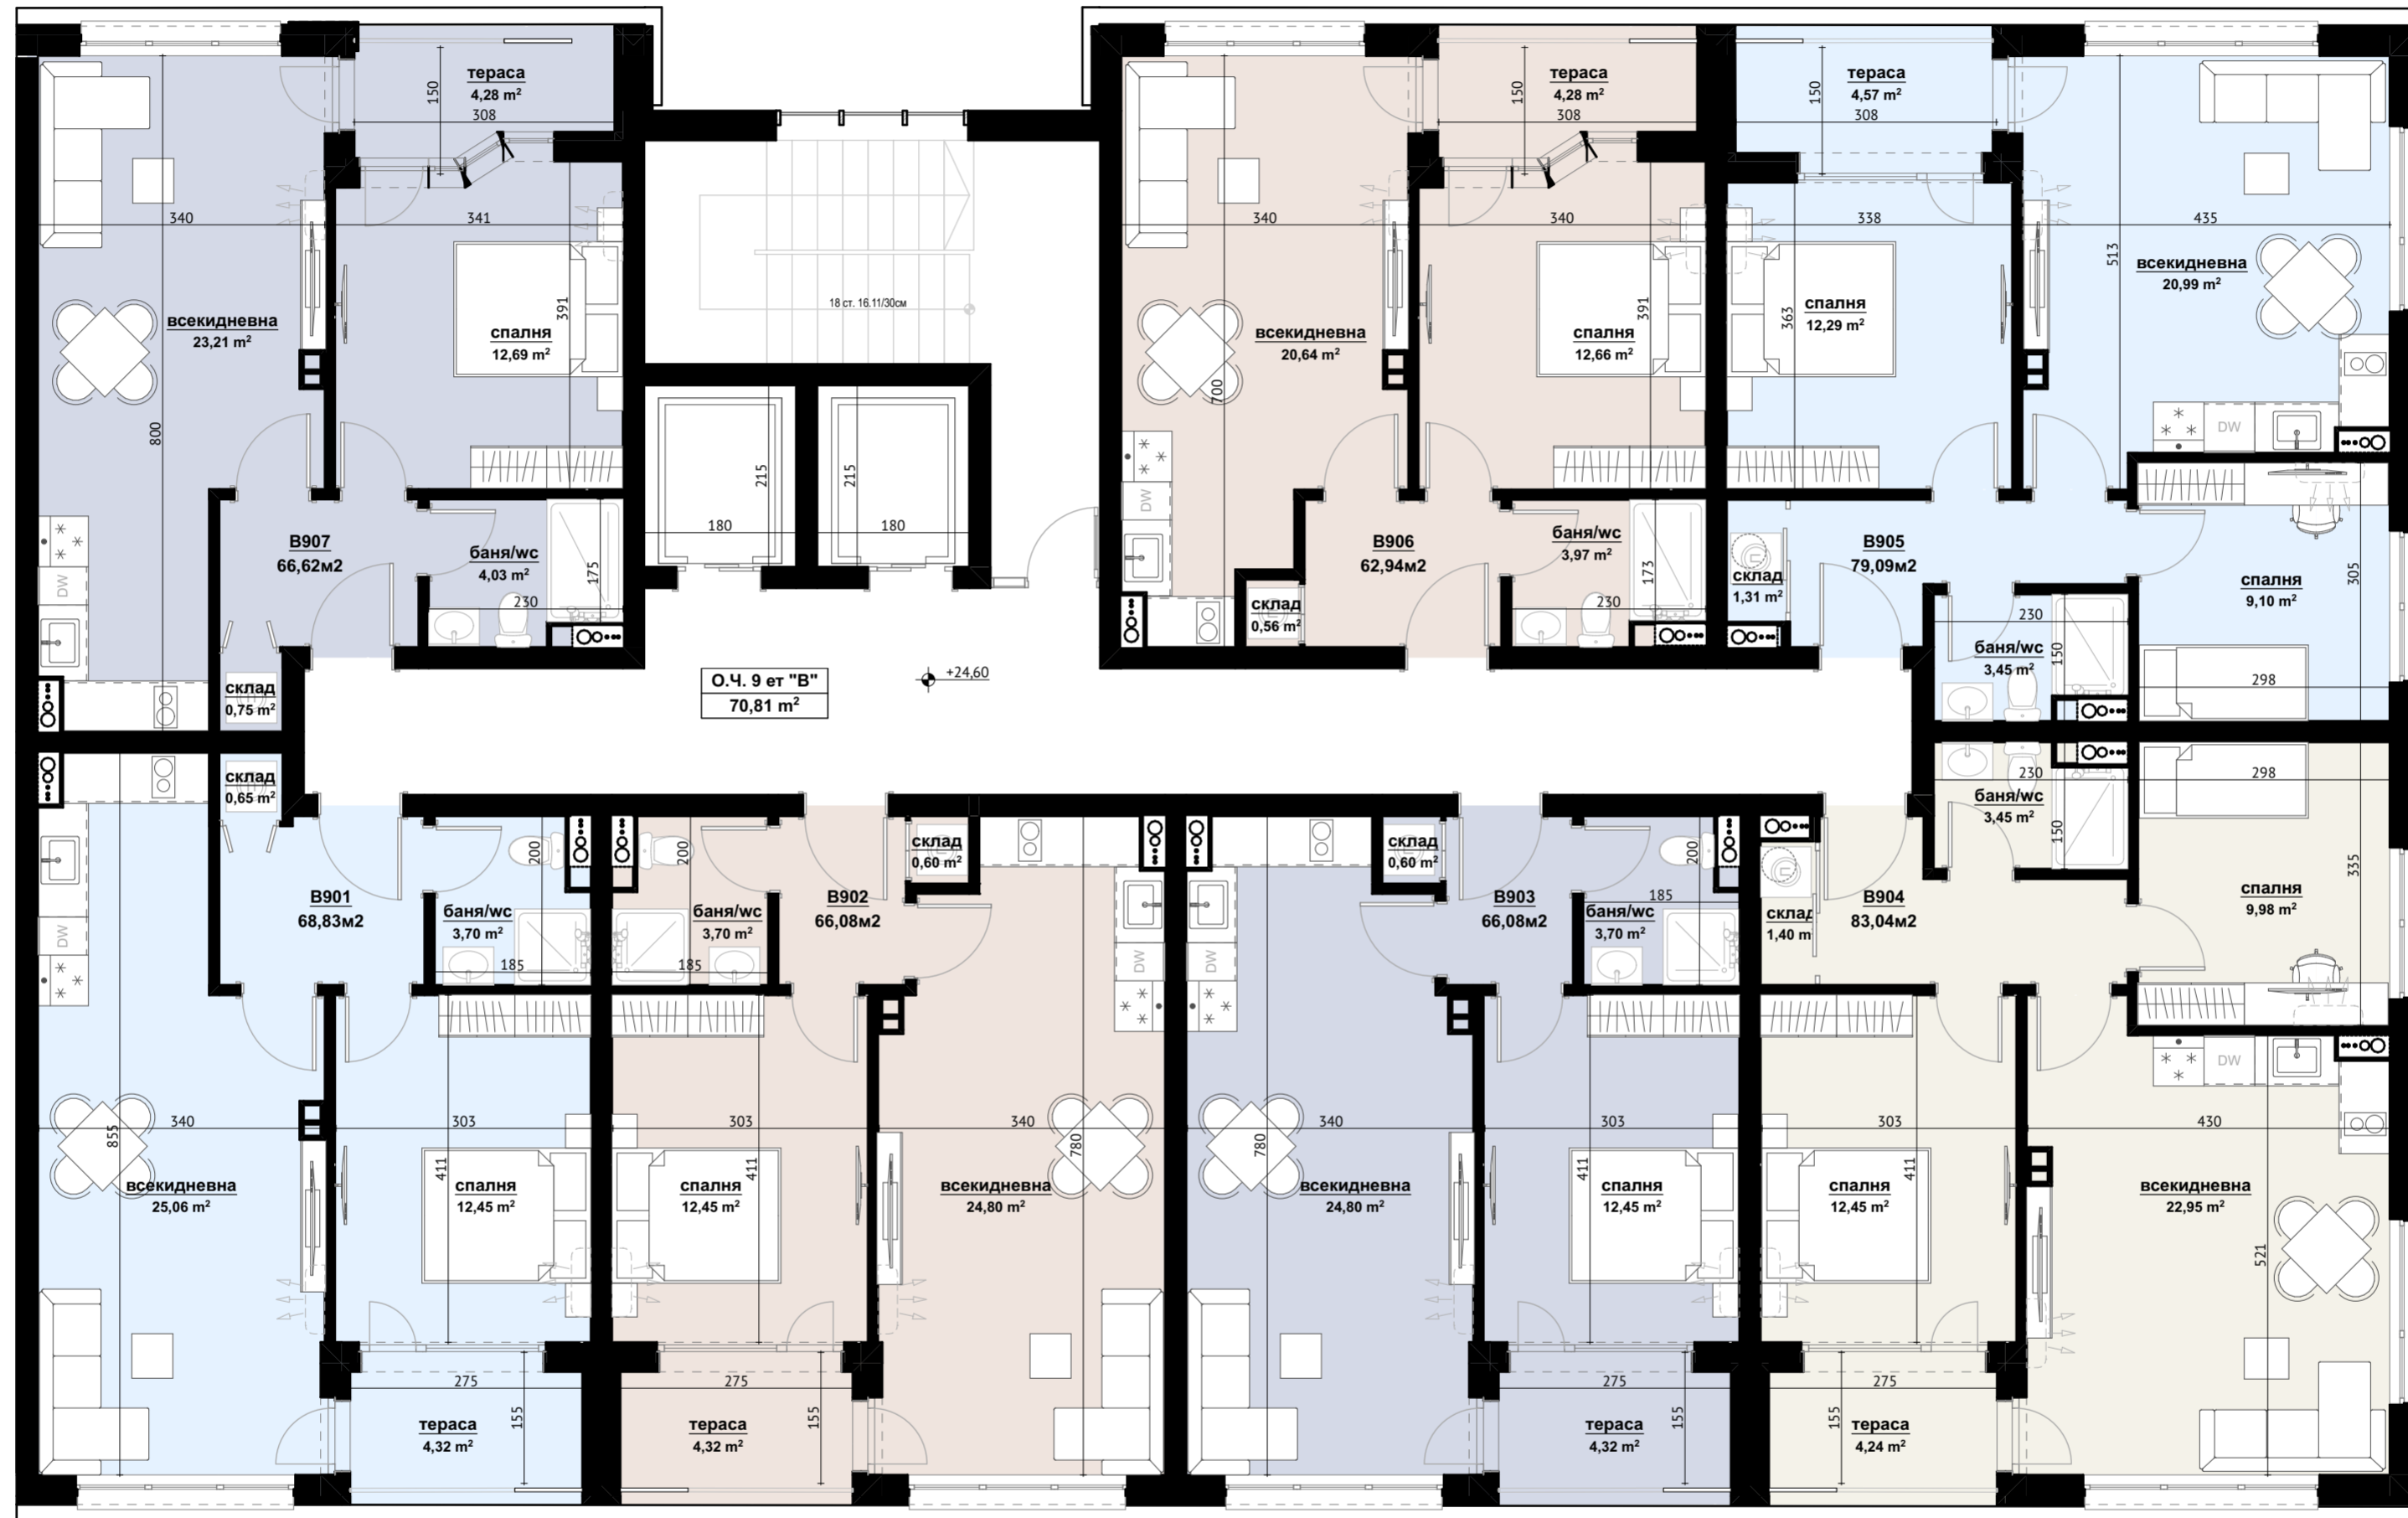 тераса
4,28 m²
150
308
340
341
391
всекидневна
23,21 m²
спалня
12,69 m²
800
B907
66,62м2
баня/wc
4,03 m²
175
230
DW
склад
0,75 m²
18 ст. 16.11/30см
215
215
180
180
О.Ч. 9 ет "В"
70,81 m²
+24,60
тераса
4,28 m²
150
308
340
340
391
всекидневна
20,64 m²
спалня
12,66 m²
700
DW
B906
62,94м2
баня/wc
3,97 m²
173
230
склад
0,56 m²
тераса
4,57 m²
150
308
338
435
513
363
всекидневна
20,99 m²
спалня
12,29 m²
DW
B905
79,09м2
склад
1,31 m²
спалня
9,10 m²
305
230
баня/wc
3,45 m²
150
298
склад
0,65 m²
B901
68,83м2
баня/wc
3,70 m²
200
185
DW
340
303
855
411
всекидневна
25,06 m²
спалня
12,45 m²
275
155
тераса
4,32 m²
200
баня/wc
3,70 m²
185
B902
66,08м2
склад
0,60 m²
DW
303
340
411
780
спалня
12,45 m²
всекидневна
24,80 m²
275
155
тераса
4,32 m²
склад
0,60 m²
B903
66,08м2
баня/wc
3,70 m²
200
185
DW
340
303
780
411
всекидневна
24,80 m²
спалня
12,45 m²
275
155
тераса
4,32 m²
230
298
баня/wc
3,45 m²
150
склад
1,40 m
B904
83,04м2
спалня
9,98 m²
335
DW
303
430
411
521
спалня
12,45 m²
всекидневна
22,95 m²
275
155
тераса
4,24 m²